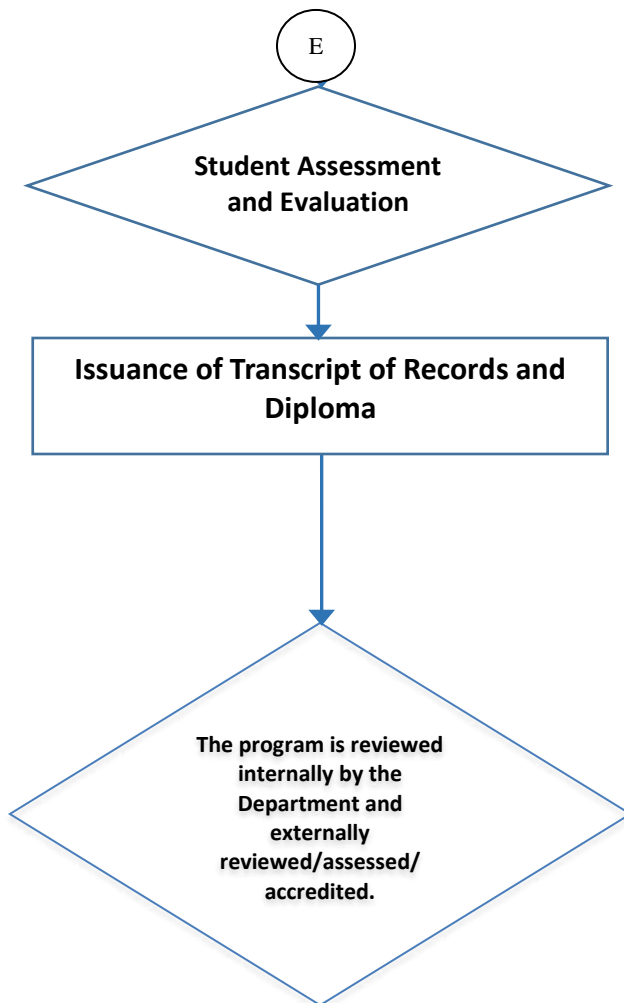 E
Student Assessment
and Evaluation
Issuance of Transcript of Records and
Diploma
The program is reviewed
internally by the
Department and
externally
reviewed/assessed/
accredited.